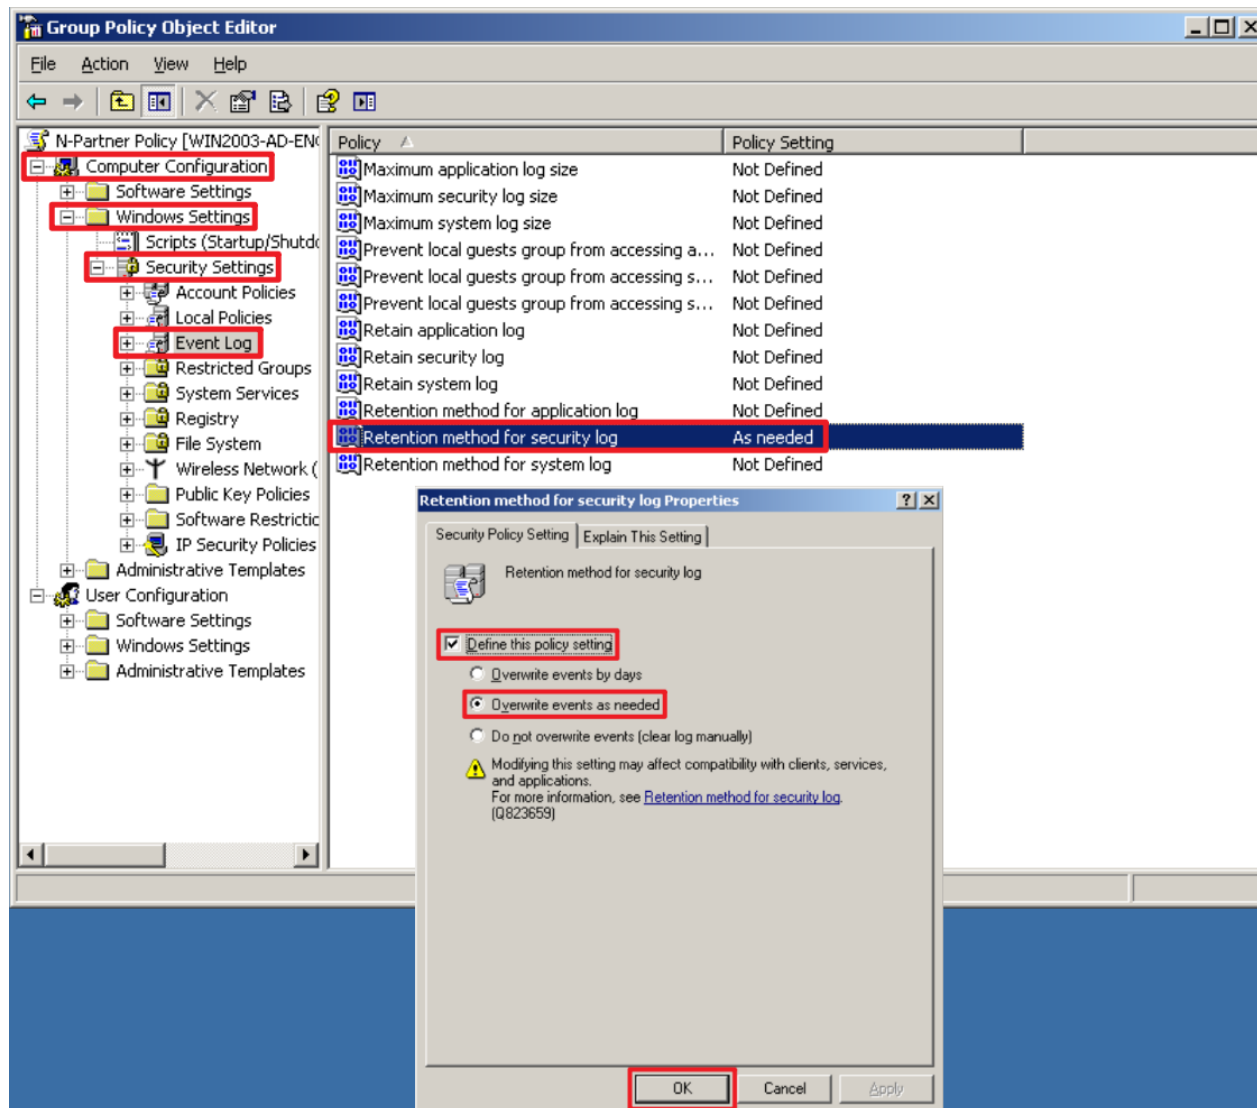 Group Policy Object Editor
File Action View Help
N-Partner Policy [WIN2003-AD-EN
Computer Configuration
Software Settings
Windows Settings
Scripts (Startup/Shutd
Security Settings
Account Policies
Local Policies
Event Log
Restricted Groups
System Services
Registry
File System
Wireless Network (
Public Key Policies
Software Restrictic
IP Security Policies
Administrative Templates
User Configuration
Software Settings
Windows Settings
Administrative Templates
Policy Policy Setting
Maximum application log size Not Defined
Maximum security log size Not Defined
Maximum system log size Not Defined
Prevent local guests group from accessing a... Not Defined
Prevent local guests group from accessing s... Not Defined
Prevent local guests group from accessing s... Not Defined
Retain application log Not Defined
Retain security log Not Defined
Retain system log Not Defined
Retention method for application log Not Defined
Retention method for security log As needed
Retention method for system log Not Defined
Retention method for security log Properties
Security Policy Setting Explain This Setting
Retention method for security log
Define this policy setting
Overwrite events by days
Overwrite events as needed
Do not overwrite events (clear log manually)
Modifying this setting may affect compatibility with clients, services,
and applications.
For more information, see Retention method for security log.
(Q823659)
OK Cancel Apply